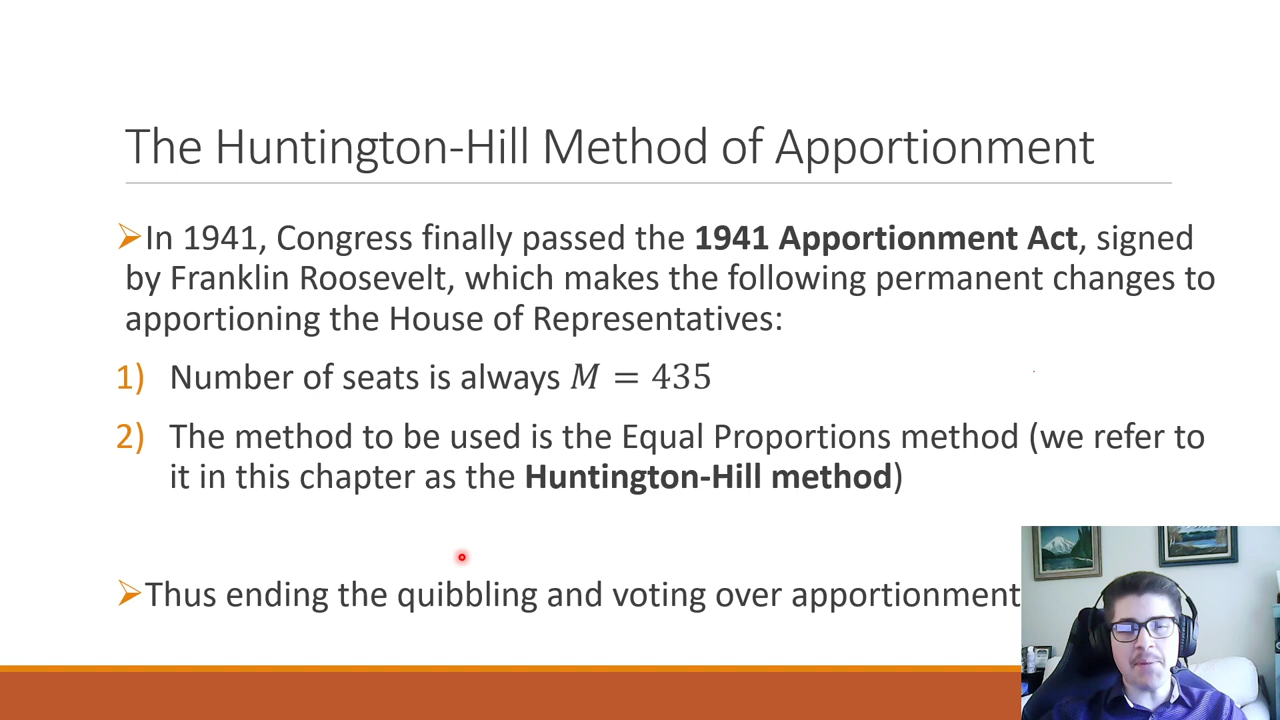 The Huntington-Hill Method of Apportionment
➢In 1941, Congress finally passed the 1941 Apportionment Act, signed
by Franklin Roosevelt, which makes the following permanent changes to
apportioning the House of Representatives:
1) Number of seats is always M = 435
2) The method to be used is the Equal Proportions method (we refer to
it in this chapter as the Huntington-Hill method)
➢Thus ending the quibbling and voting over apportionment